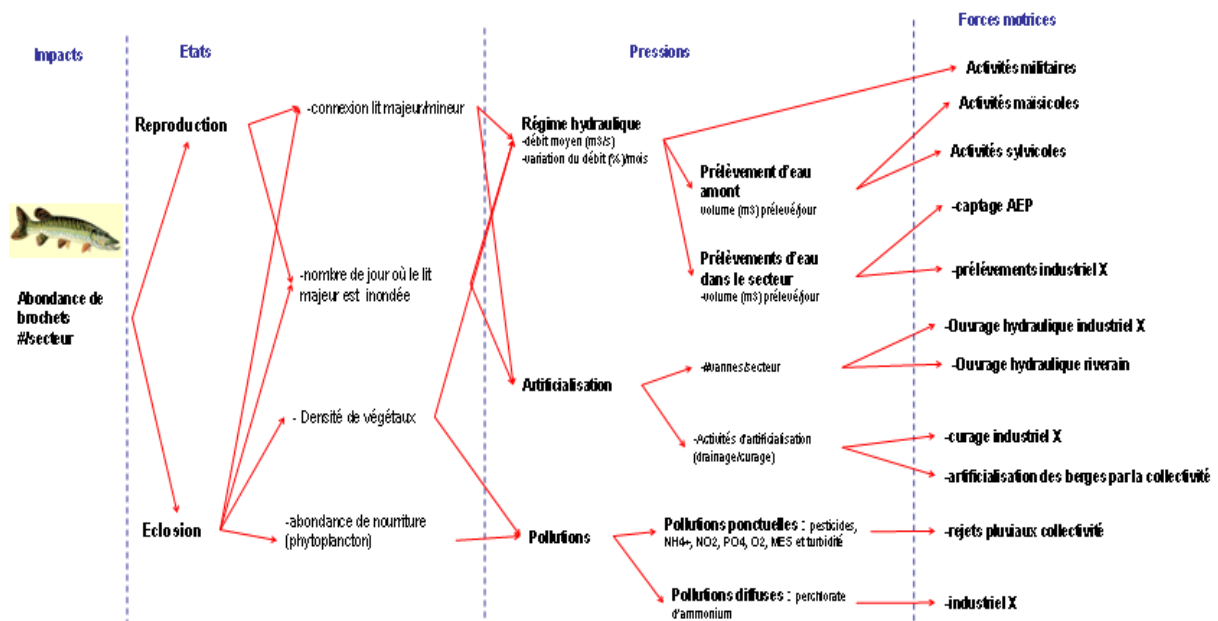 Forces motrices
Impacts
Etats
Pressions
Activités militaires
-connexion lit majeur/mineur
Reproduction
Régime hydraulique
-débit moyen (m3/s)
-variation du débit (%)/mois
Activités maïsicoles
Activités sylvicoles
Prélèvement d'eau
amont
volume (m3) prélevé/jour
-captage AEP
Prélèvements d'eau
dans le secteur
-volume (m3) prélevé/jour
-prélévements industriel X
-nombre de jour où le lit
majeur est inondée
Abondance de
brochets
#/secteur
-Ouvrage hydraulique industriel X
-Ouvrage hydraulique riverain
-#vannes/secteur
Artificialisation
- Densité de végétaux
-Activités d'artificialisation
(drainage/curage)
-curage industriel X
-artificialisation des berges par la collectivité
Eclosion
-abondance de nourriture
(phytoplancton)
Pollutions
Pollutions ponctuelles : pesticides,
NH4+, NO2, PO4, O2, MES et turbidité
-rejets pluviaux collectivité
Pollutions diffuses : perchlorate
d'ammonium
-industriel X